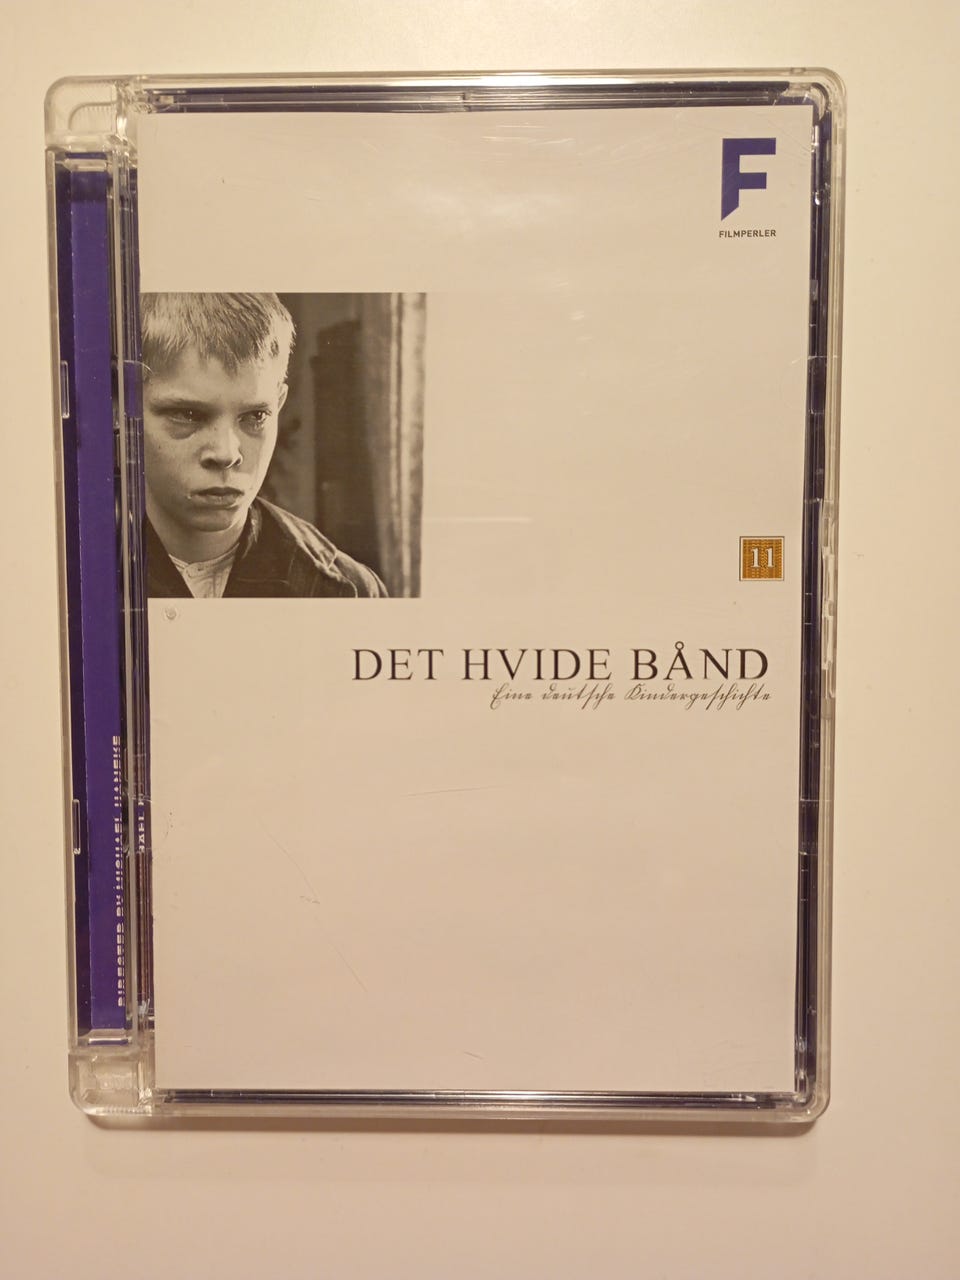 FILMPERLER
11
DET HVIDE BÅND
Eine deutsche Kindergeschichte
DIRECTED BY MICHAEL HANEKE